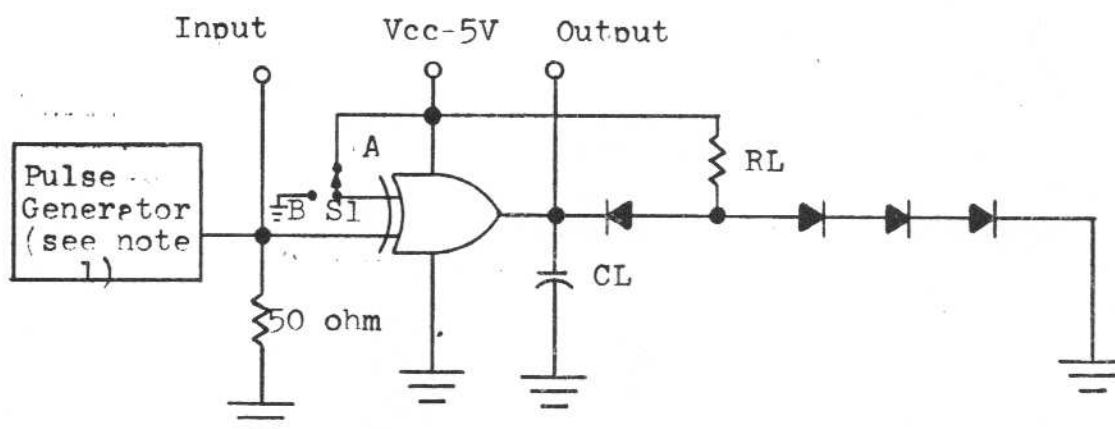 Input
Vcc-5V
Output
A
RL
Pulse
Generator
(see note
1)
B
S1
CL
50 ohm